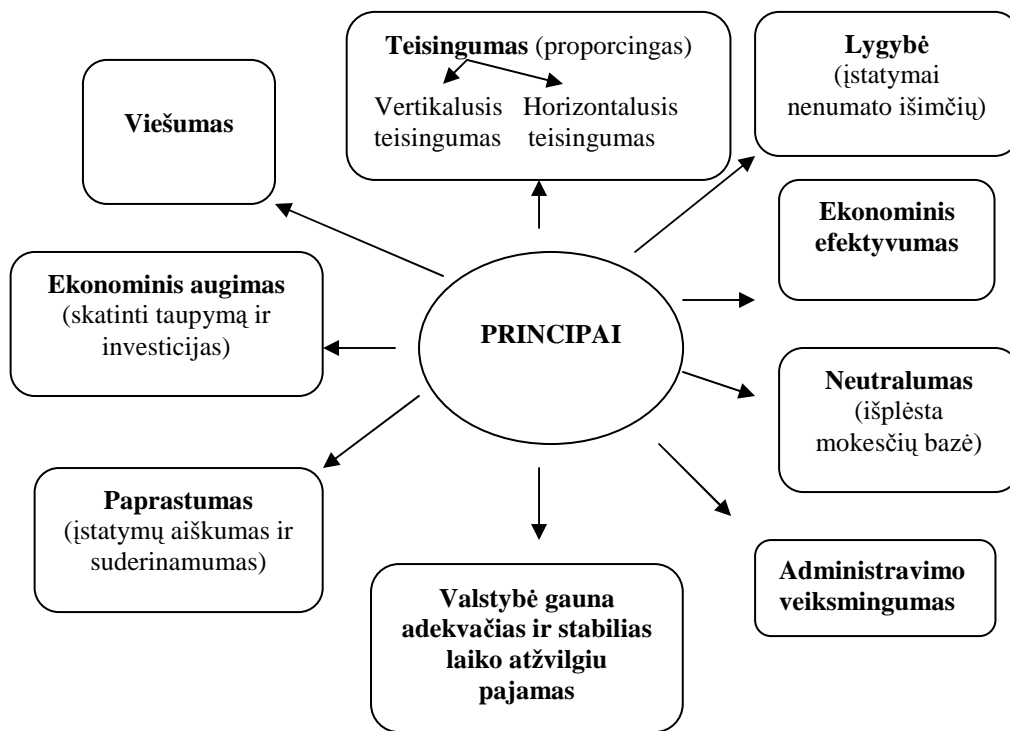 Teisingumas (proporcingas)
Vertikalusis Horizontalusis
teisingumas teisingumas
Lygybė
(įstatymai
nenumato išimčių)
Viešumas
Ekonominis
efektyvumas
Ekonominis augimas
(skatinti taupymą ir
investicijas)
PRINCIPAI
Neutralumas
(išplėsta
mokesčių bazė)
Paprastumas
(įstatymų aiškumas ir
suderinamumas)
Administravimo
veiksmingumas
Valstybė gauna
adekvačias ir stabilias
laiko atžvilgiu
pajamas